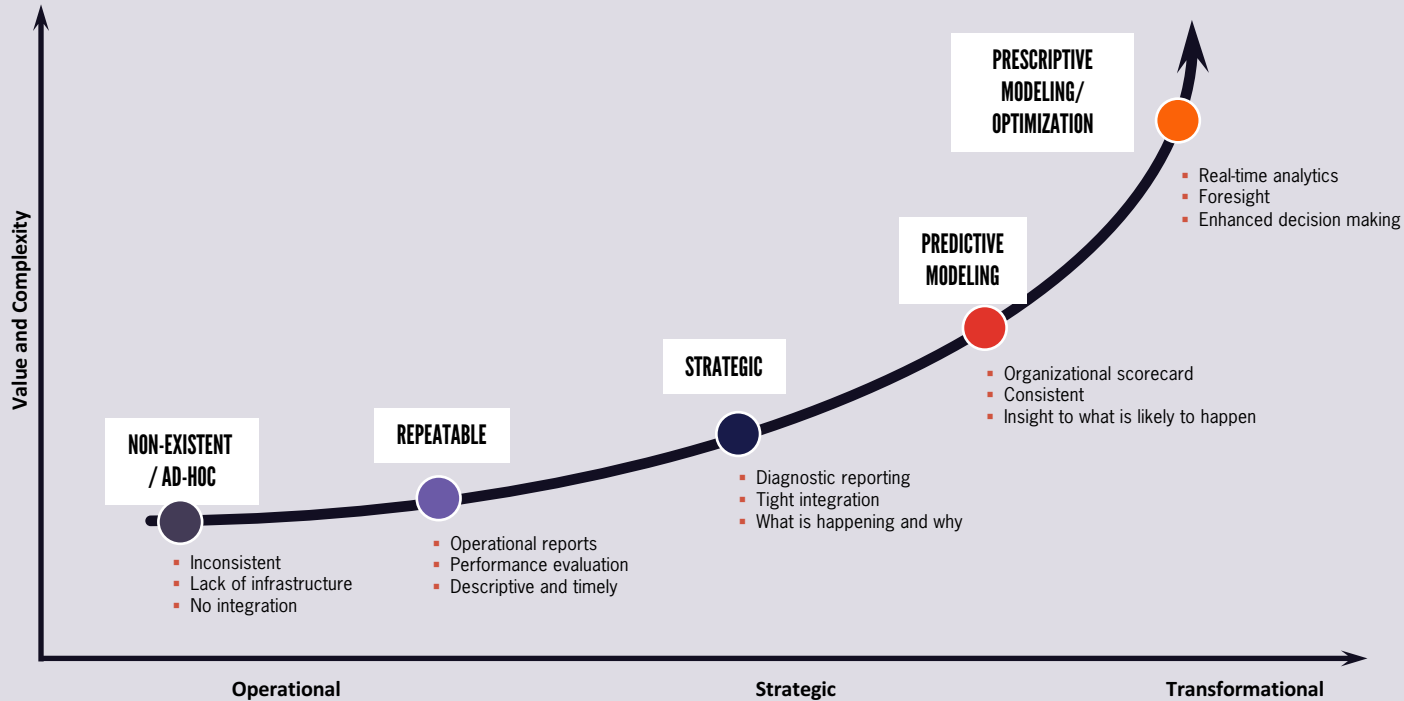 Value and Complexity
NON-EXISTENT
/ AD-HOC
Inconsistent
Lack of infrastructure
No integration
REPEATABLE
Operational reports
Performance evaluation
Descriptive and timely
STRATEGIC
Diagnostic reporting
Tight integration
What is happening and why
PREDICTIVE
MODELING
Organizational scorecard
Consistent
Insight to what is likely to happen
PRESCRIPTIVE
MODELING/
OPTIMIZATION
Real-time analytics
Foresight
Enhanced decision making
Operational
Strategic
Transformational